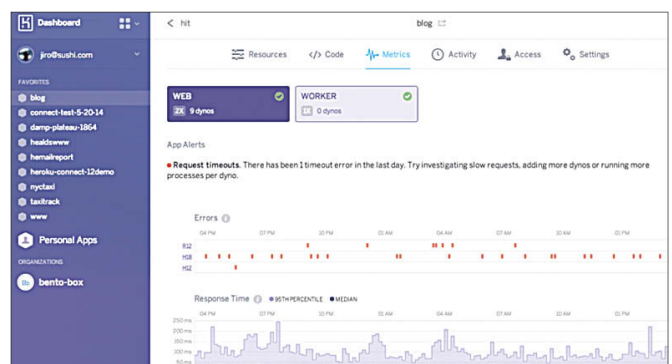 Dashboard
jiro@sushi.com
FAVORITES
blog
connect-test-5-20-14
damp-plateau-1864
healdswww
hemailreport
heroku-connect-12demo
nyctaxi
taxitrack
www
Personal Apps
ORGANIZATIONS
bento-box
hit
blog
Resources
</> Code
Metrics
Activity
Access
Settings
WEB
2X 9 dynos
WORKER
0 dynos
App Alerts
Request timeouts. There has been 1 timeout error in the last day. Try investigating slow requests, adding more dynos or running more
processes per dyno.
Errors
04 PM 07 PM 10 PM 01 AM 04 AM 07 AM 10 AM 01 PM
R12
H18
H12
Response Time 95TH PERCENTILE MEDIAN
04 PM 07 PM 10 PM 01 AM 04 AM 07 AM 10 AM 01 PM
250 ms
200 ms
150 ms
100 ms
50 ms